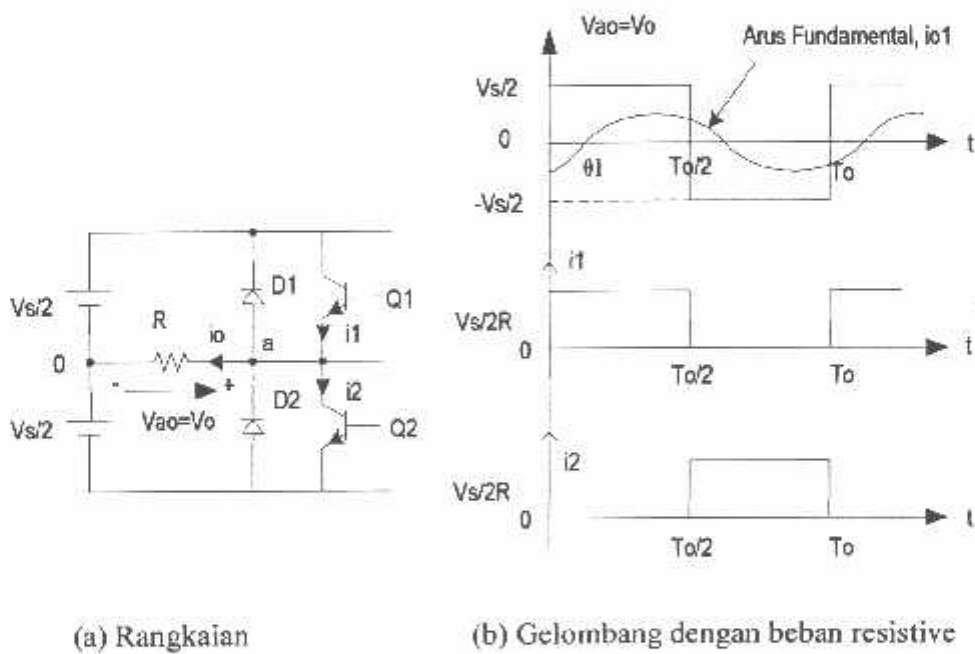 Vao=Vo
Arus Fundamental, io1
Vs/2
0
t
θ1
To/2
To
-Vs/2
i1
Vs/2R
0
t
To/2
To
i2
Vs/2R
0
t
To/2
To
Vs/2
D1
Q1
R
io
a
i1
0
-
+
i2
Vao=Vo
D2
Vs/2
Q2
(a) Rangkaian
(b) Gelombang dengan beban resistive